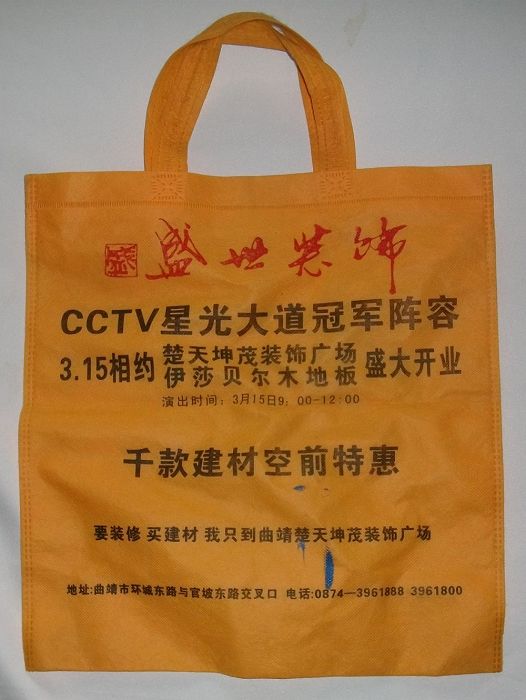 盛世装饰
CCTV星光大道冠军阵容
3.15相约 楚天坤茂装饰广场 盛大开业
伊莎贝尔木地板
演出时间：3月15日9：00-12:00
千款建材空前特惠
要装修 买建材 我只到曲靖楚天坤茂装饰广场
地址:曲靖市环城东路与官坡东路交叉口 电话:0874—3961888 3961800